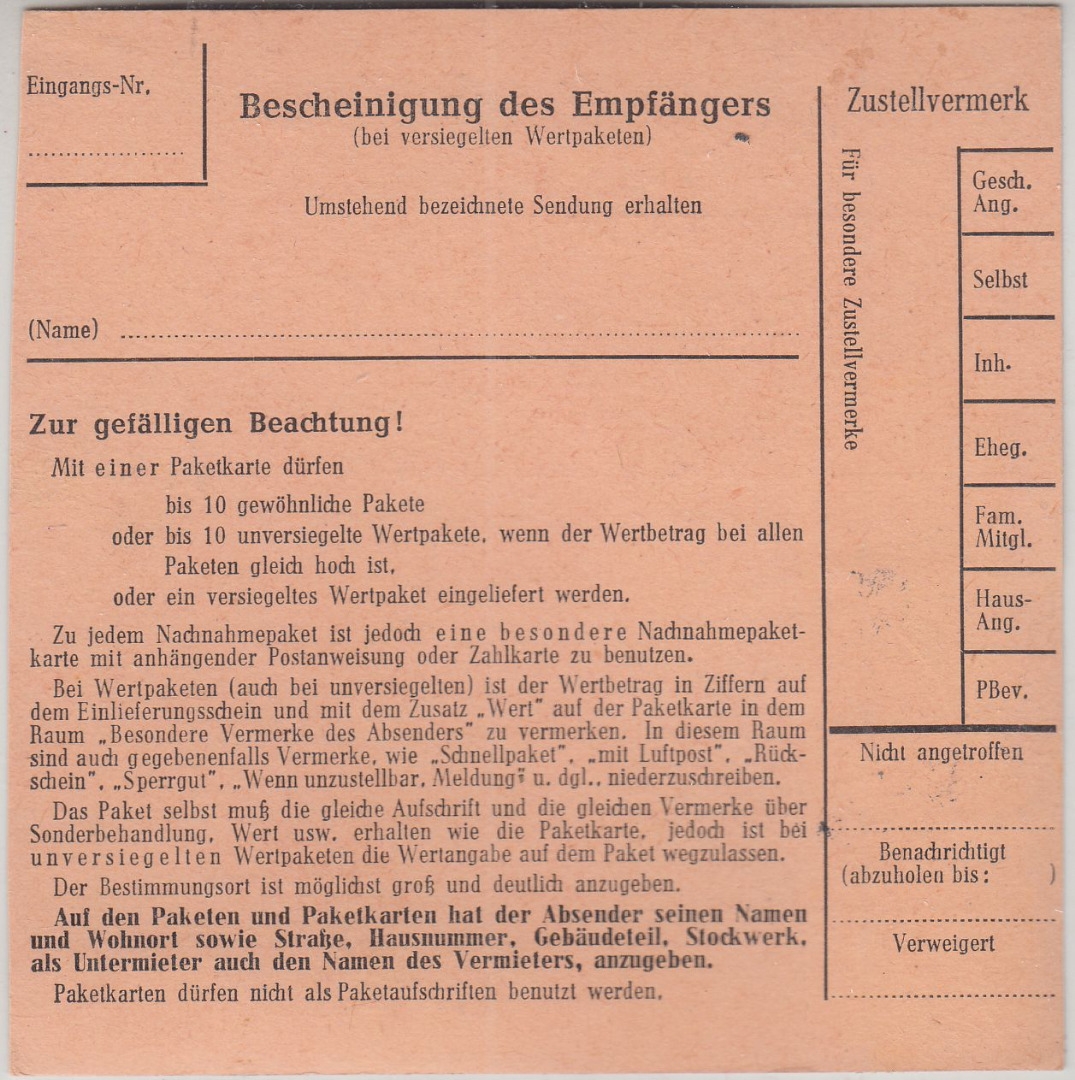 Eingangs-Nr.
Bescheinigung des Empfängers
(bei versiegelten Wertpaketen)
Umstehend bezeichnete Sendung erhalten
(Name)
Zur gefälligen Beachtung!
Mit einer Paketkarte dürfen
bis 10 gewöhnliche Pakete
oder bis 10 unversiegelte Wertpakete, wenn der Wertbetrag bei allen
Paketen gleich hoch ist,
oder ein versiegeltes Wertpaket eingeliefert werden.
Zu jedem Nachnahmepaket ist jedoch eine besondere Nachnahmepaket-
karte mit anhängender Postanweisung oder Zahlkarte zu benutzen.
Bei Wertpaketen (auch bei unversiegelten) ist der Wertbetrag in Ziffern auf
dem Einlieferungsschein und mit dem Zusatz „Wert" auf der Paketkarte in dem
Raum „Besondere Vermerke des Absenders" zu vermerken. In diesem Raum
sind auch gegebenenfalls Vermerke, wie „Schnellpaket", „mit Luftpost", „Rück-
schein", „Sperrgut", „Wenn unzustellbar, Meldung" u. dgl., niederzuschreiben.
Das Paket selbst muß die gleiche Aufschrift und die gleichen Vermerke über
Sonderbehandlung, Wert usw. erhalten wie die Paketkarte, jedoch ist bei
unversiegelten Wertpaketen die Wertangabe auf dem Paket wegzulassen.
Der Bestimmungsort ist möglichst groß und deutlich anzugeben.
Auf den Paketen und Paketkarten hat der Absender seinen Namen
und Wohnort sowie Straße, Hausnummer, Gebäudeteil, Stockwerk,
als Untermieter auch den Namen des Vermieters, anzugeben.
Paketkarten dürfen nicht als Paketaufschriften benutzt werden.
Zustellvermerk
Für besondere Zustellvermerke
Gesch.
Ang.
Selbst
Inh.
Eheg.
Fam.
Mitgl.
Haus-
Ang.
PBev.
Nicht angetroffen
Benachrichtigt
(abzuholen bis: )
Verweigert